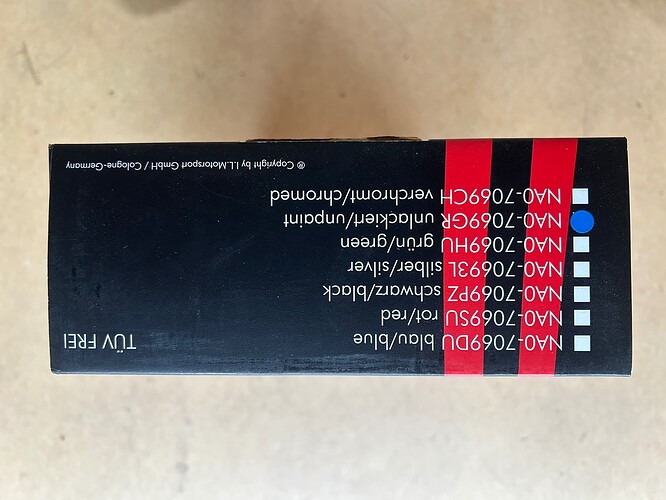 NA0-7069DU blau/blue
NA0-7069SU rot/red
NA0-7069PZ schwarz/black
NA0-70693L silber/silver
NA0-7069HU grün/green
NA0-7069GR unlackiert/unpaint
NA0-7069CH verchromt/chromed
TÜV FREI
® Copyright by I.L.Motorsport GmbH / Cologne-Germany